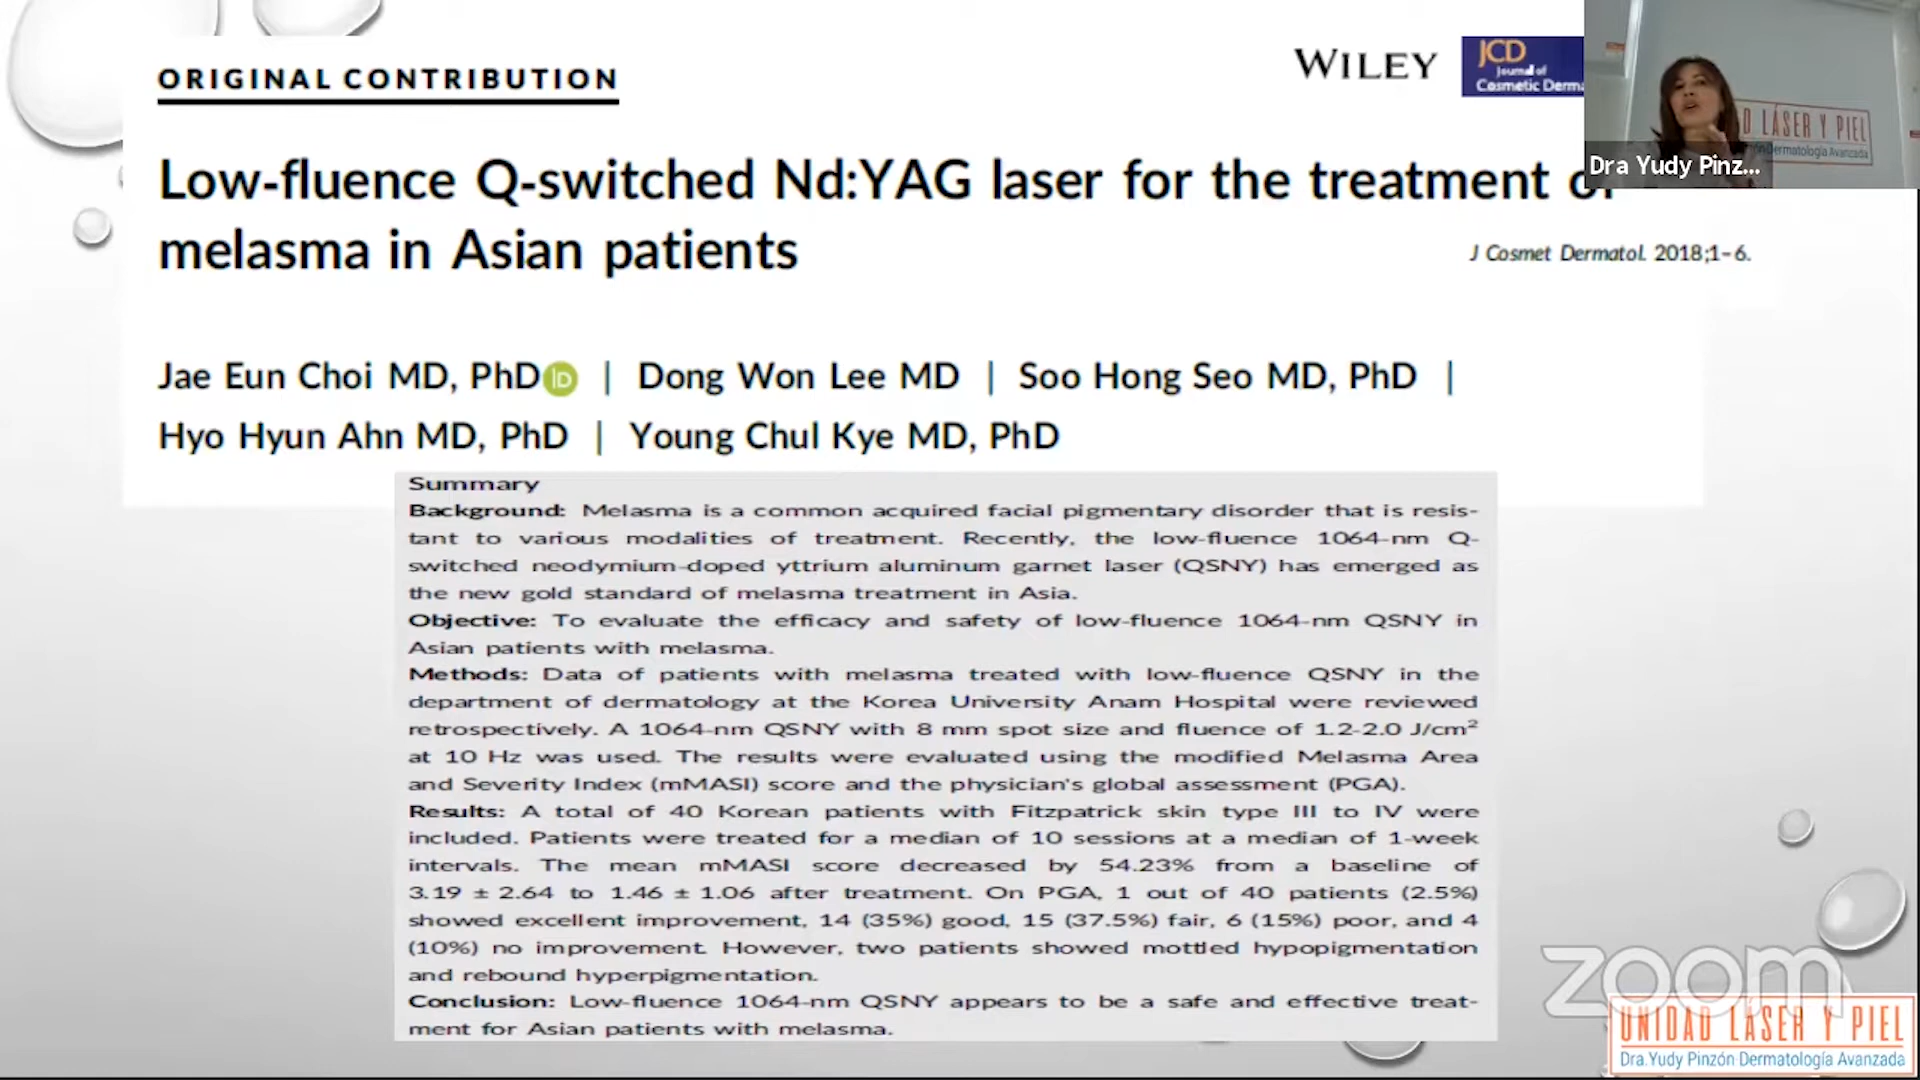 ORIGINAL CONTRIBUTION
WILEY
JCD
Journal of
Cosmetic Derma
Low-fluence Q-switched Nd:YAG laser for the treatment of
melasma in Asian patients
J Cosmet Dermatol. 2018;1–6.
D LÁSER Y PIEL
Dermatología Avanzada
Dra Yudy Pinz...
Jae Eun Choi MD, PhD iD | Dong Won Lee MD | Soo Hong Seo MD, PhD |
Hyo Hyun Ahn MD, PhD | Young Chul Kye MD, PhD
Summary
Background: Melasma is a common acquired facial pigmentary disorder that is resis-
tant to various modalities of treatment. Recently, the low-fluence 1064-nm Q-
switched neodymium-doped yttrium aluminum garnet laser (QSNY) has emerged as
the new gold standard of melasma treatment in Asia.
Objective: To evaluate the efficacy and safety of low-fluence 1064-nm QSNY in
Asian patients with melasma.
Methods: Data of patients with melasma treated with low-fluence QSNY in the
department of dermatology at the Korea University Anam Hospital were reviewed
retrospectively. A 1064-nm QSNY with 8 mm spot size and fluence of 1.2-2.0 J/cm²
at 10 Hz was used. The results were evaluated using the modified Melasma Area
and Severity Index (mMASI) score and the physician's global assessment (PGA).
Results: A total of 40 Korean patients with Fitzpatrick skin type III to IV were
included. Patients were treated for a median of 10 sessions at a median of 1-week
intervals. The mean mMASI score decreased by 54.23% from a baseline of
3.19 ± 2.64 to 1.46 ± 1.06 after treatment. On PGA, 1 out of 40 patients (2.5%)
showed excellent improvement, 14 (35%) good, 15 (37.5%) fair, 6 (15%) poor, and 4
(10%) no improvement. However, two patients showed mottled hypopigmentation
and rebound hyperpigmentation.
Conclusion: Low-fluence 1064-nm QSNY appears to be a safe and effective treat-
ment for Asian patients with melasma.
zoom
UNIDAD LÁSER Y PIEL
Dra.Yudy Pinzón Dermatología Avanzada